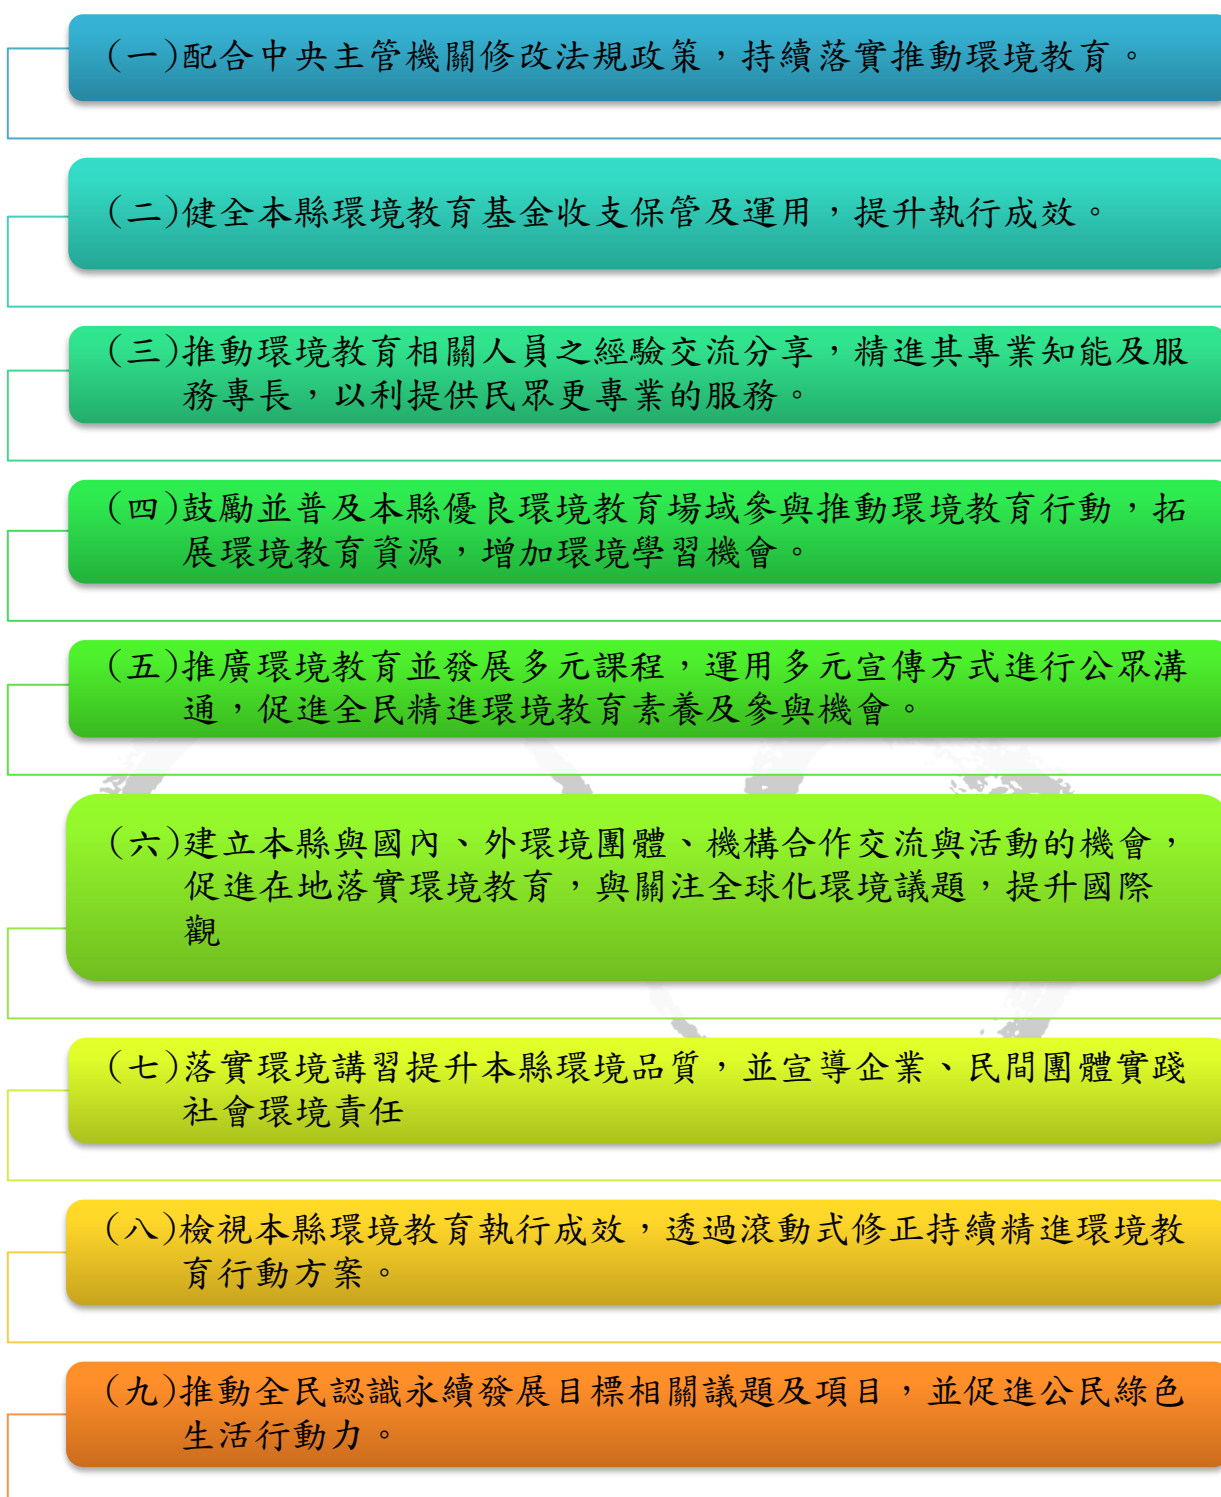 (一)配合中央主管機關修改法規政策，持續落實推動環境教育。
(二)健全本縣環境教育基金收支保管及運用，提升執行成效。
(三)推動環境教育相關人員之經驗交流分享，精進其專業知能及服
務專長，以利提供民眾更專業的服務。
(四)鼓勵並普及本縣優良環境教育場域參與推動環境教育行動，拓
展環境教育資源，增加環境學習機會。
(五)推廣環境教育並發展多元課程，運用多元宣傳方式進行公眾溝
通，促進全民精進環境教育素養及參與機會。
(六)建立本縣與國內、外環境團體、機構合作交流與活動的機會，
促進在地落實環境教育，與關注全球化環境議題，提升國際
觀
(七)落實環境講習提升本縣環境品質，並宣導企業、民間團體實踐
社會環境責任
(八)檢視本縣環境教育執行成效，透過滾動式修正持續精進環境教
育行動方案。
(九)推動全民認識永續發展目標相關議題及項目，並促進公民綠色
生活行動力。